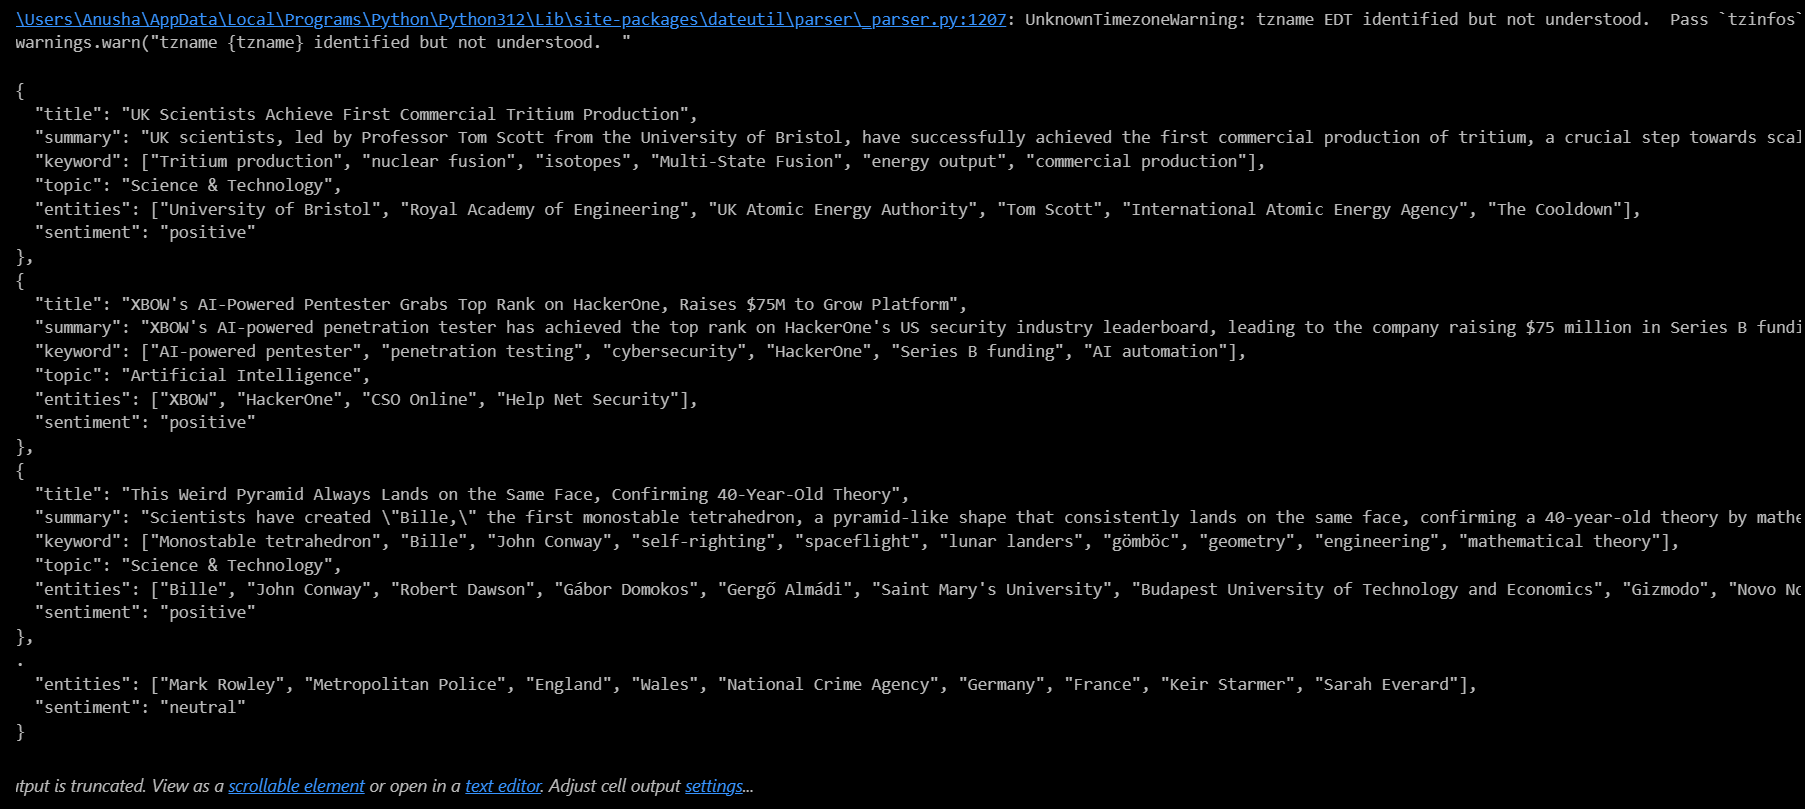 \Users\Anusha\AppData\Local\Programs\Python\Python312\Lib\site-packages\dateutil\parser\_parser.py:1207: UnknownTimezoneWarning: tzname EDT identified but not understood.  Pass `tzinfos`
warnings.warn("tzname {tzname} identified but not understood.  "
{
  "title": "UK Scientists Achieve First Commercial Tritium Production",
  "summary": "UK scientists, led by Professor Tom Scott from the University of Bristol, have successfully achieved the first commercial production of tritium, a crucial step towards scal
  "keyword": ["Tritium production", "nuclear fusion", "isotopes", "Multi-State Fusion", "energy output", "commercial production"],
  "topic": "Science & Technology",
  "entities": ["University of Bristol", "Royal Academy of Engineering", "UK Atomic Energy Authority", "Tom Scott", "International Atomic Energy Agency", "The Cooldown"],
  "sentiment": "positive"
},
{
  "title": "XBOW's AI-Powered Pentester Grabs Top Rank on HackerOne, Raises $75M to Grow Platform",
  "summary": "XBOW's AI-powered penetration tester has achieved the top rank on HackerOne's US security industry leaderboard, leading to the company raising $75 million in Series B fundi
  "keyword": ["AI-powered pentester", "penetration testing", "cybersecurity", "HackerOne", "Series B funding", "AI automation"],
  "topic": "Artificial Intelligence",
  "entities": ["XBOW", "HackerOne", "CSO Online", "Help Net Security"],
  "sentiment": "positive"
},
{
  "title": "This Weird Pyramid Always Lands on the Same Face, Confirming 40-Year-Old Theory",
  "summary": "Scientists have created \"Bille,\" the first monostable tetrahedron, a pyramid-like shape that consistently lands on the same face, confirming a 40-year-old theory by mathe
  "keyword": ["Monostable tetrahedron", "Bille", "John Conway", "self-righting", "spaceflight", "lunar landers", "gömböc", "geometry", "engineering", "mathematical theory"],
  "topic": "Science & Technology",
  "entities": ["Bille", "John Conway", "Robert Dawson", "Gábor Domokos", "Gergő Almádi", "Saint Mary's University", "Budapest University of Technology and Economics", "Gizmodo", "Novo No
  "sentiment": "positive"
},
.
  "entities": ["Mark Rowley", "Metropolitan Police", "England", "Wales", "National Crime Agency", "Germany", "France", "Keir Starmer", "Sarah Everard"],
  "sentiment": "neutral"
}
utput is truncated. View as a scrollable element or open in a text editor. Adjust cell output settings...